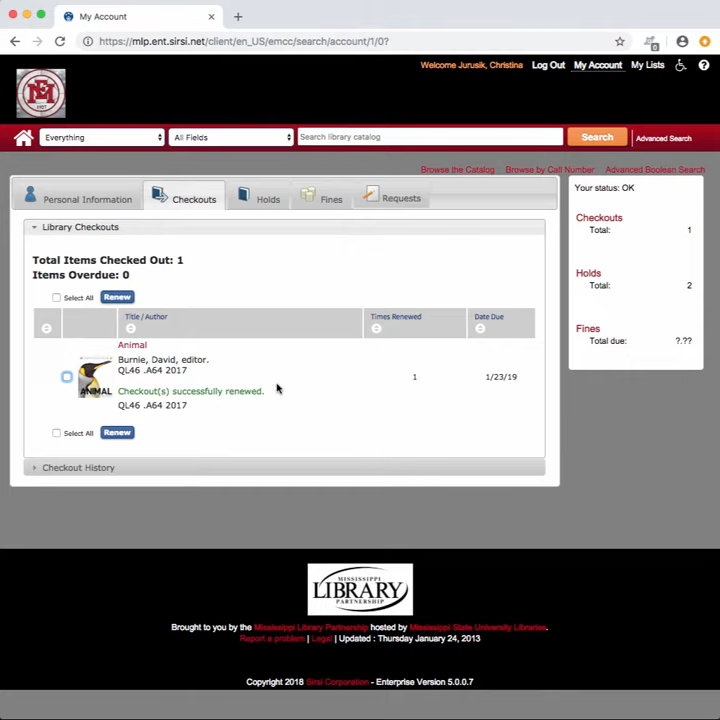 My Account
https://mlp.ent.sirsi.net/client/en_US/emcc/search/account/1/0?
Welcome Jurusik, Christina Log Out My Account My Lists
Everything All Fields Search library catalog Search Advanced Search
Browse the Catalog Browse by Call Number Advanced Boolean Search
Personal Information Checkouts Holds Fines Requests
Your status: OK
Checkouts
Total: 1
Holds
Total: 2
Fines
Total due: ?.??
Library Checkouts
Total Items Checked Out: 1
Items Overdue: 0
Select All Renew
Title / Author Times Renewed Date Due
Animal
Burnie, David, editor.
QL46 .A64 2017
ANIMAL
Checkout(s) successfully renewed.
QL46 .A64 2017
1 1/23/19
Select All Renew
Checkout History
MISSISSIPPI
LIBRARY
PARTNERSHIP
Brought to you by the Mississippi Library Partnership hosted by Mississippi State University Libraries.
Report a problem | Legal | Updated : Thursday January 24, 2013
Copyright 2018 Sirsi Corporation - Enterprise Version 5.0.0.7